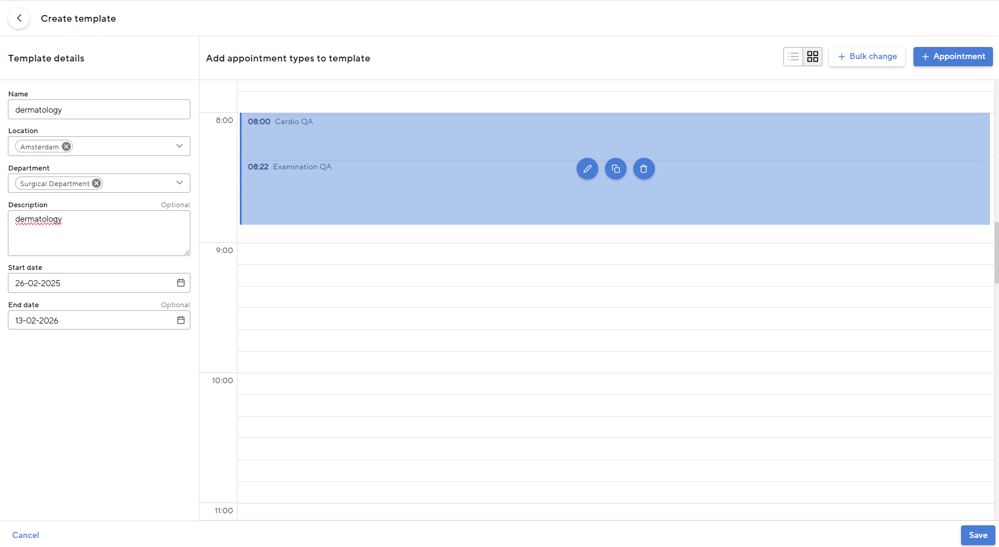 Create template
Template details
Add appointment types to template
Bulk change
Appointment
Name
dermatology
Location
Amsterdam
Department
Surgical Department
Description Optional
dermatology
Start date
26-02-2025
End date Optional
13-02-2026
8:00
08:00 Cardio QA
08:22 Examination QA
9:00
10:00
11:00
Cancel
Save